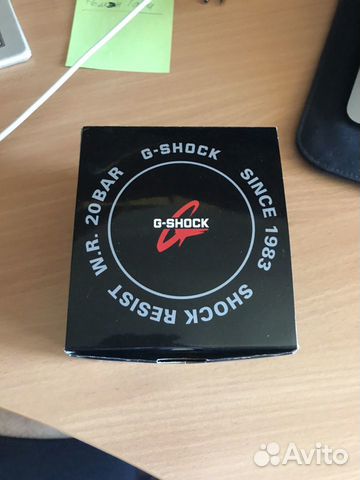 G-SHOCK
SINCE 1983
SHOCK RESIST
W.R. 20BAR
G-SHOCK
Avito